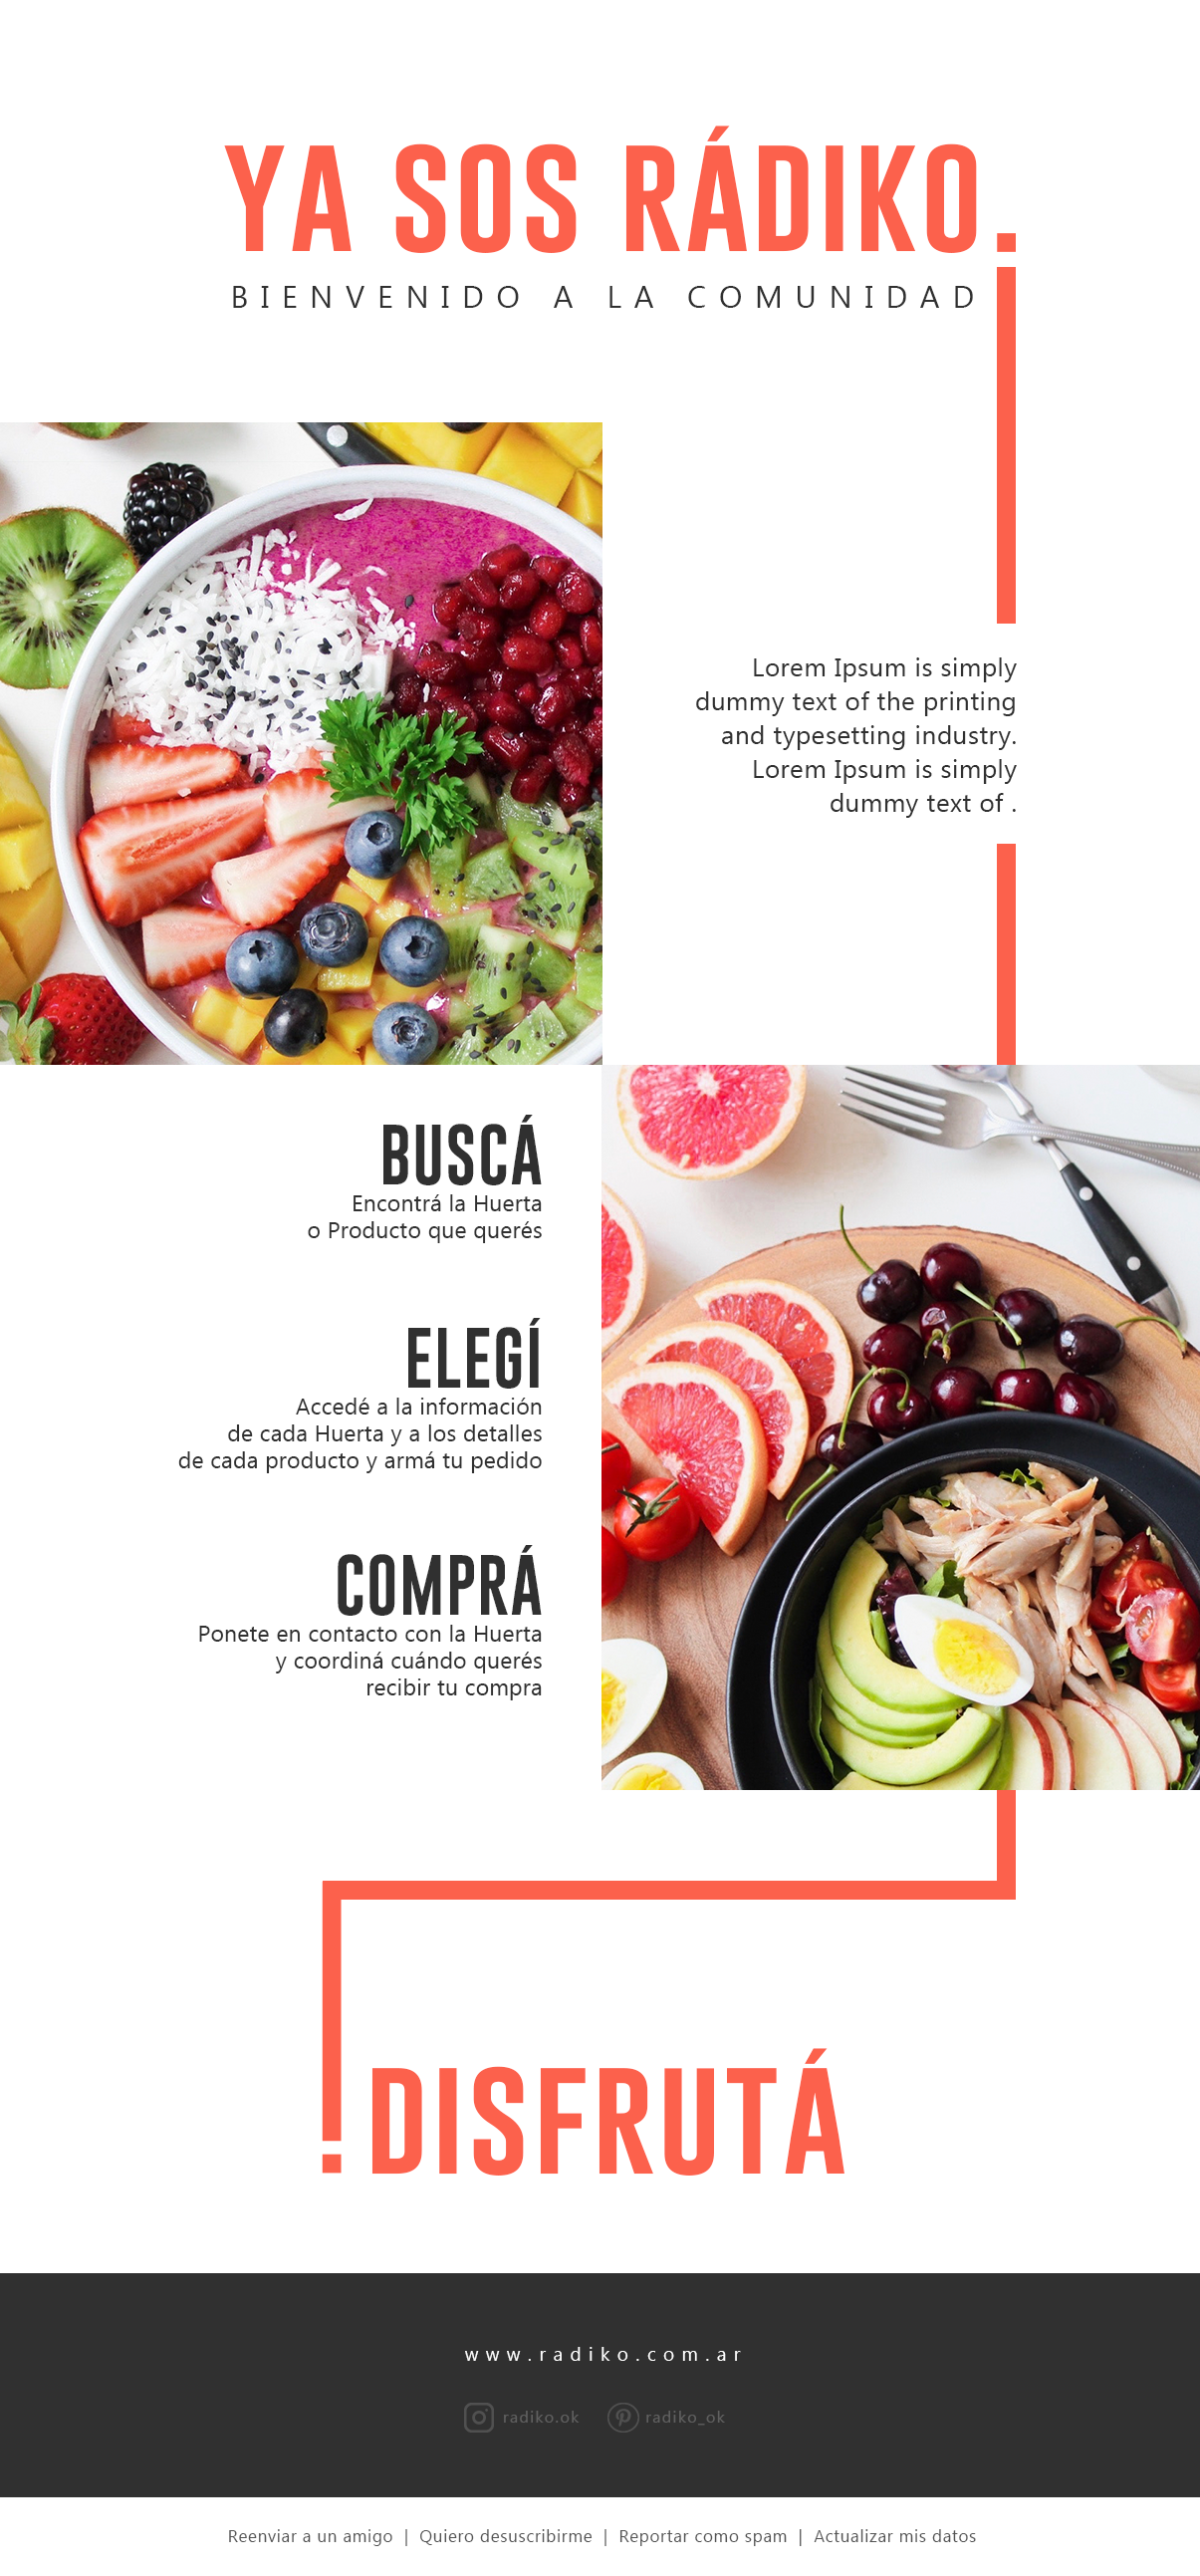 YA SOS RÁDIKO.
BIENVENIDO A LA COMUNIDAD
Lorem Ipsum is simply
dummy text of the printing
and typesetting industry.
Lorem Ipsum is simply
dummy text of .
BUSCÁ
Encontrá la Huerta
o Producto que querés
ELEGÍ
Accedé a la información
de cada Huerta y a los detalles
de cada producto y armá tu pedido
COMPRÁ
Ponete en contacto con la Huerta
y coordiná cuándo querés
recibir tu compra
DISFRUTÁ
www.radiko.com.ar
radiko.ok radiko_ok
Reenviar a un amigo | Quiero desuscribirme | Reportar como spam | Actualizar mis datos